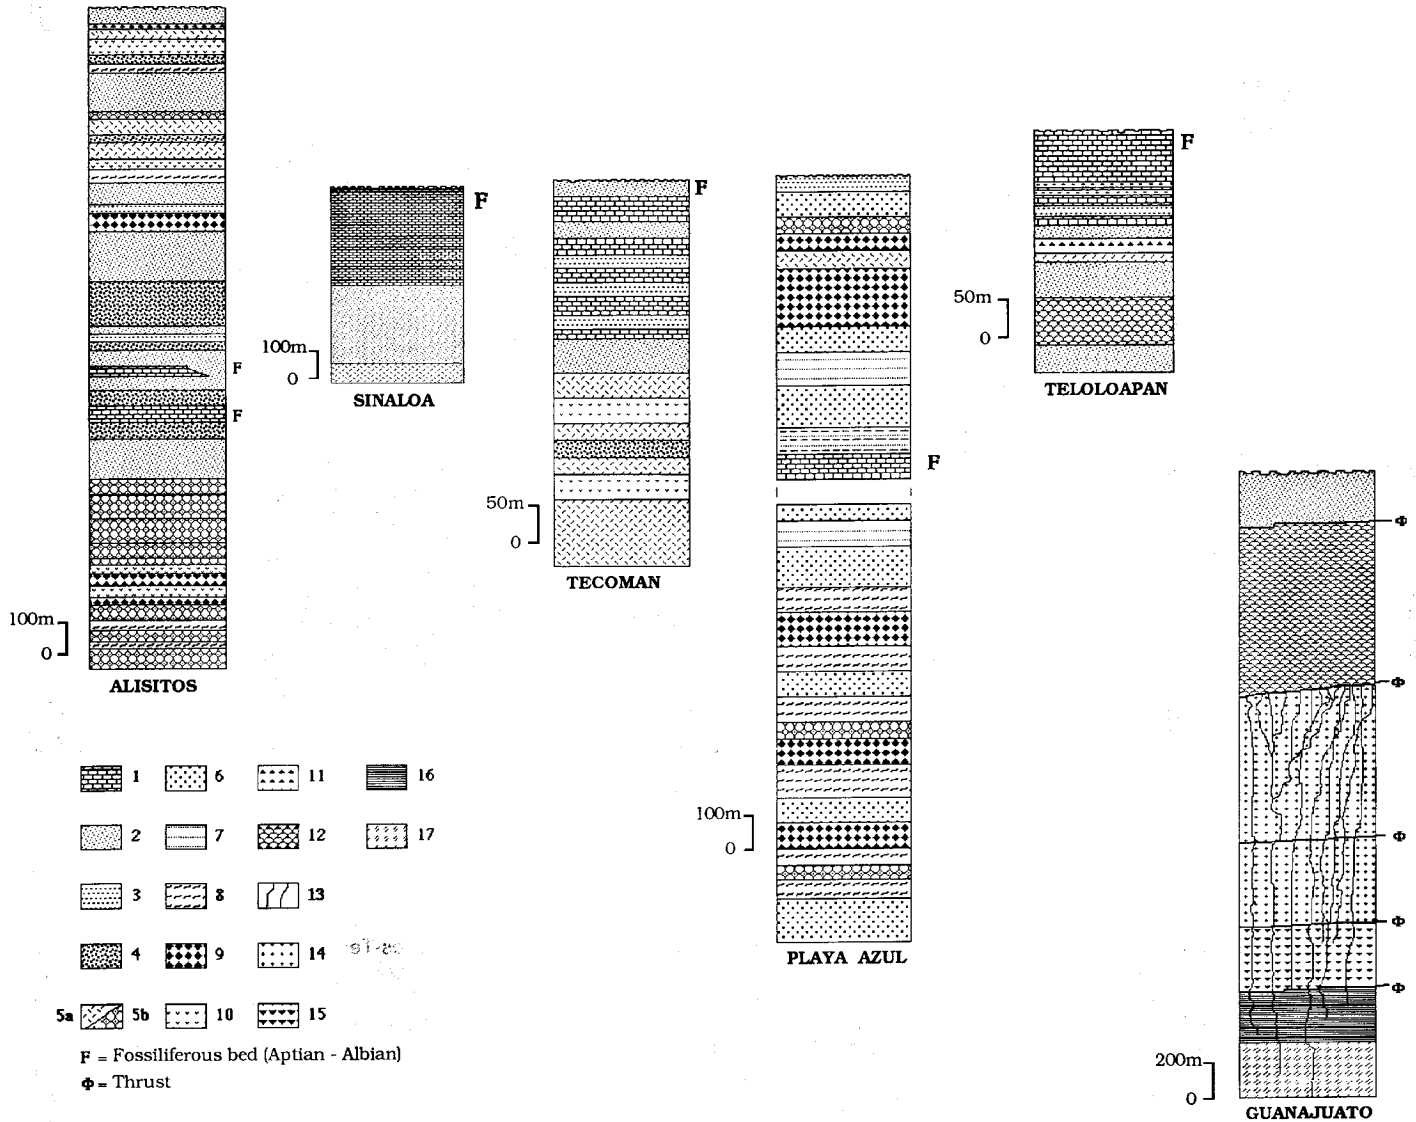 F
F
ALISITOS
100m
0
F
SINALOA
100m
0
F
TECOMAN
50m
0
F
PLAYA AZUL
100m
0
F
TELOLOAPAN
50m
0
Φ
Φ
Φ
Φ
Φ
GUANAJUATO
200m
0
1 6 11 16
2 7 12 17
3 8 13
4 9 14
5a 5b 10 15
F = Fossiliferous bed (Aptian - Albian)
Φ = Thrust